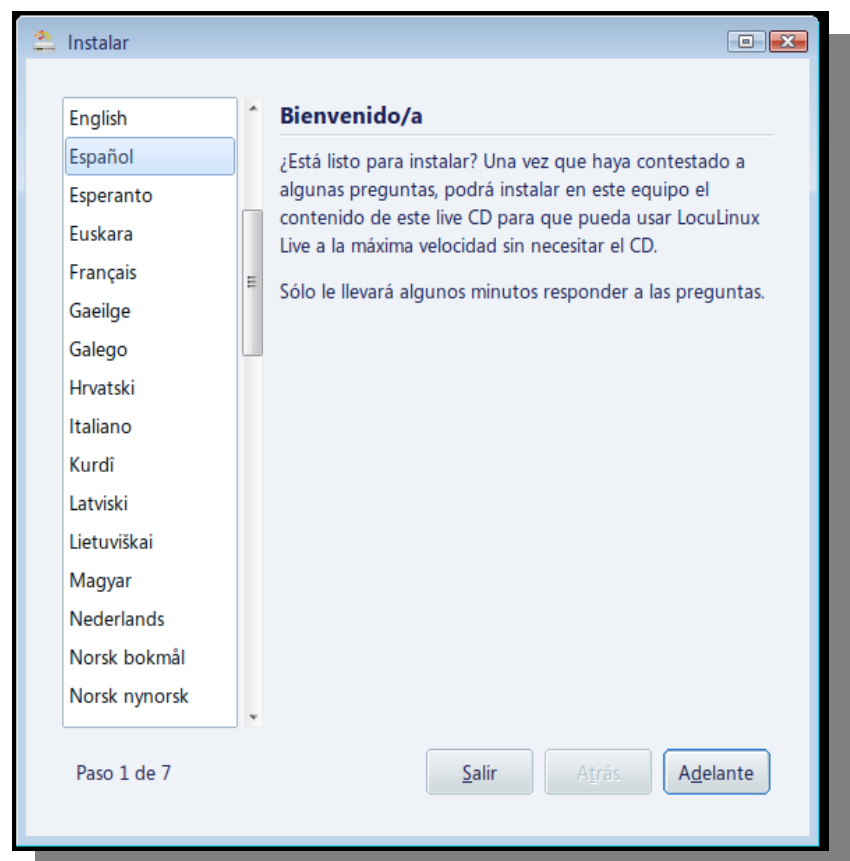 Instalar
English
Español
Esperanto
Euskara
Français
Gaeilge
Galego
Hrvatski
Italiano
Kurdî
Latviski
Lietuviškai
Magyar
Nederlands
Norsk bokmål
Norsk nynorsk
Bienvenido/a
¿Está listo para instalar? Una vez que haya contestado a
algunas preguntas, podrá instalar en este equipo el
contenido de este live CD para que pueda usar LocuLinux
Live a la máxima velocidad sin necesitar el CD.
Sólo le llevará algunos minutos responder a las preguntas.
Paso 1 de 7
Salir
Atrás
Adelante